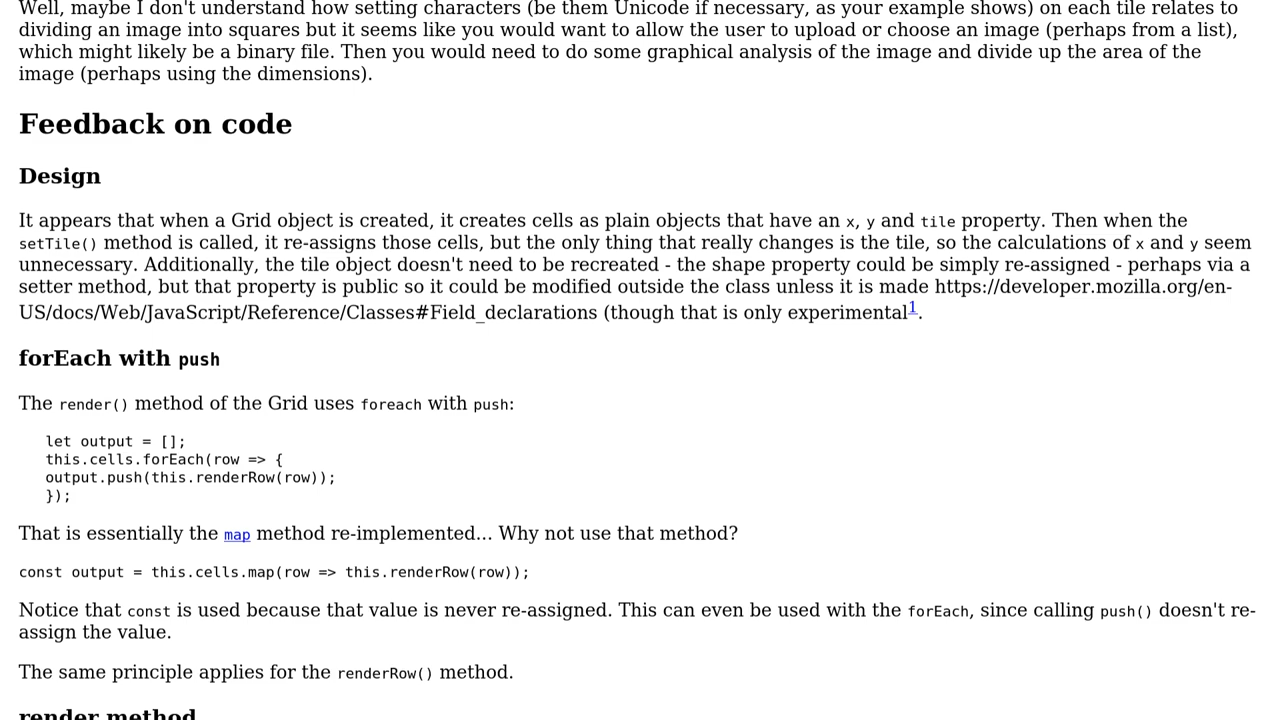 Well, maybe I don't understand how setting characters (be them Unicode if necessary, as your example shows) on each tile relates to
dividing an image into squares but it seems like you would want to allow the user to upload or choose an image (perhaps from a list),
which might likely be a binary file. Then you would need to do some graphical analysis of the image and divide up the area of the
image (perhaps using the dimensions).
Feedback on code
Design
It appears that when a Grid object is created, it creates cells as plain objects that have an x, y and tile property. Then when the
setTile() method is called, it re-assigns those cells, but the only thing that really changes is the tile, so the calculations of x and y seem
unnecessary. Additionally, the tile object doesn't need to be recreated - the shape property could be simply re-assigned - perhaps via a
setter method, but that property is public so it could be modified outside the class unless it is made https://developer.mozilla.org/en-
US/docs/Web/JavaScript/Reference/Classes#Field_declarations (though that is only experimental1.
forEach with push
The render() method of the Grid uses foreach with push:
let output = [];
this.cells.forEach(row => {
output.push(this.renderRow(row));
});
That is essentially the map method re-implemented... Why not use that method?
const output = this.cells.map(row => this.renderRow(row));
Notice that const is used because that value is never re-assigned. This can even be used with the forEach, since calling push() doesn't re-
assign the value.
The same principle applies for the renderRow() method.
render method